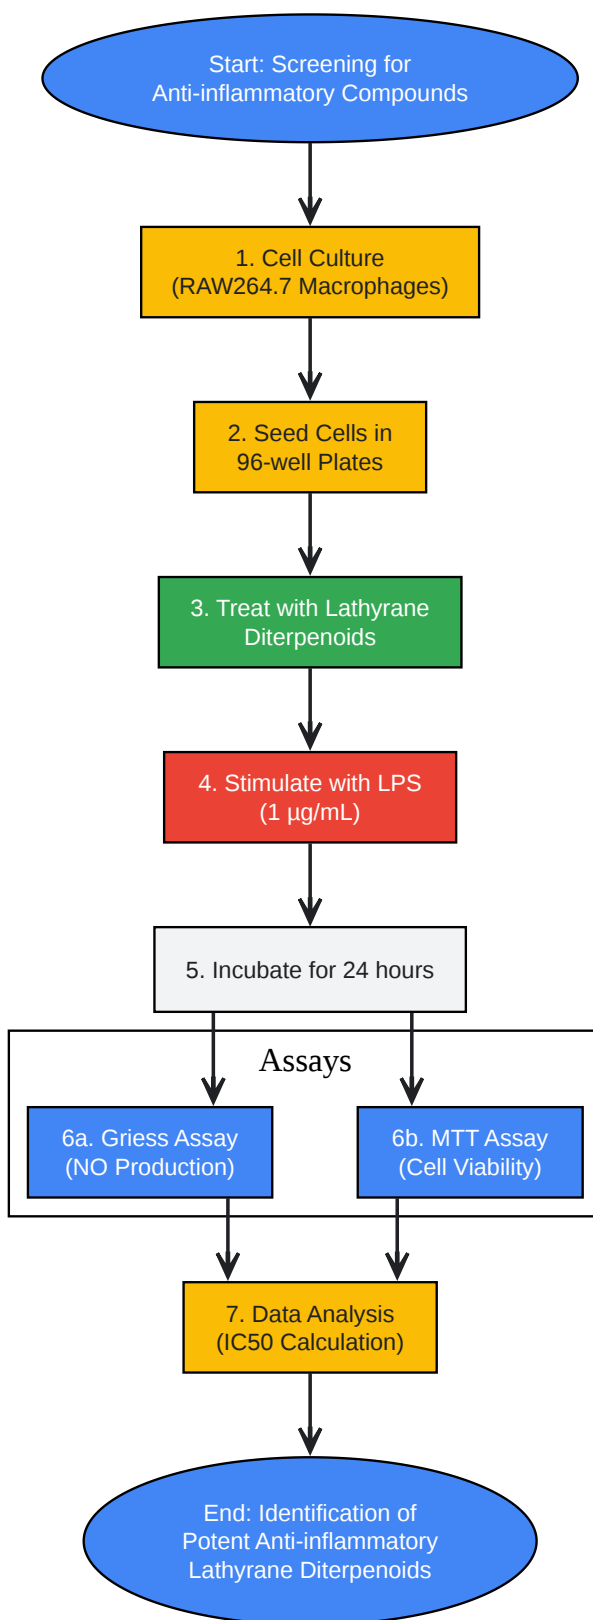 Start: Screening for
Anti-inflammatory Compounds
1. Cell Culture
(RAW264.7 Macrophages)
2. Seed Cells in
96-well Plates
3. Treat with Lathyrane
Diterpenoids
4. Stimulate with LPS
(1 µg/mL)
5. Incubate for 24 hours
Assays
6a. Griess Assay
(NO Production)
6b. MTT Assay
(Cell Viability)
7. Data Analysis
(IC50 Calculation)
End: Identification of
Potent Anti-inflammatory
Lathyrane Diterpenoids